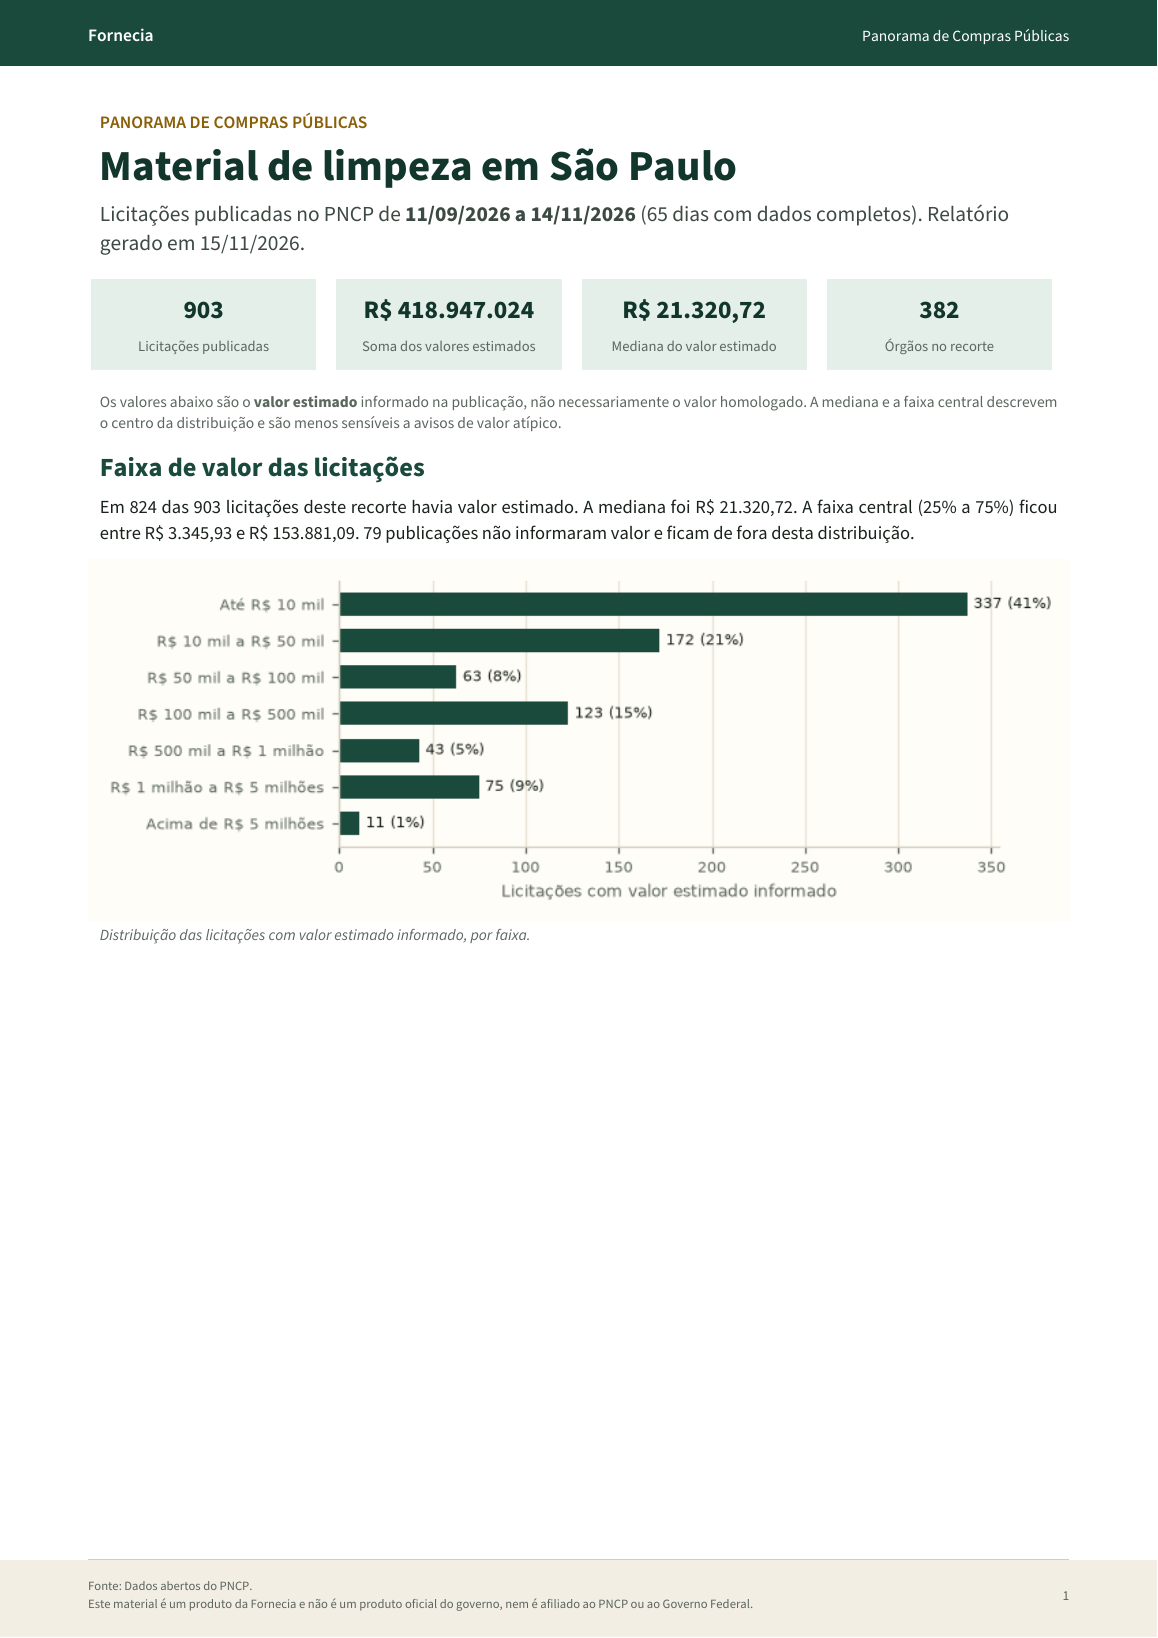 Fornecia
Panorama de Compras Públicas
PANORAMA DE COMPRAS PÚBLICAS
Material de limpeza em São Paulo
Licitações publicadas no PNCP de 11/09/2026 a 14/11/2026 (65 dias com dados completos). Relatório
gerado em 15/11/2026.
903
Licitações publicadas
R$ 418.947.024
Soma dos valores estimados
R$ 21.320,72
Mediana do valor estimado
382
Órgãos no recorte
Os valores abaixo são o valor estimado informado na publicação, não necessariamente o valor homologado. A mediana e a faixa central descrevem
o centro da distribuição e são menos sensíveis a avisos de valor atípico.
Faixa de valor das licitações
Em 824 das 903 licitações deste recorte havia valor estimado. A mediana foi R$ 21.320,72. A faixa central (25% a 75%) ficou
entre R$ 3.345,93 e R$ 153.881,09. 79 publicações não informaram valor e ficam de fora desta distribuição.
Até R$ 10 mil 337 (41%)
R$ 10 mil a R$ 50 mil 172 (21%)
R$ 50 mil a R$ 100 mil 63 (8%)
R$ 100 mil a R$ 500 mil 123 (15%)
R$ 500 mil a R$ 1 milhão 43 (5%)
R$ 1 milhão a R$ 5 milhões 75 (9%)
Acima de R$ 5 milhões 11 (1%)
0 50 100 150 200 250 300 350
Licitações com valor estimado informado
Distribuição das licitações com valor estimado informado, por faixa.
Fonte: Dados abertos do PNCP.
Este material é um produto da Fornecia e não é um produto oficial do governo, nem é afiliado ao PNCP ou ao Governo Federal.
1